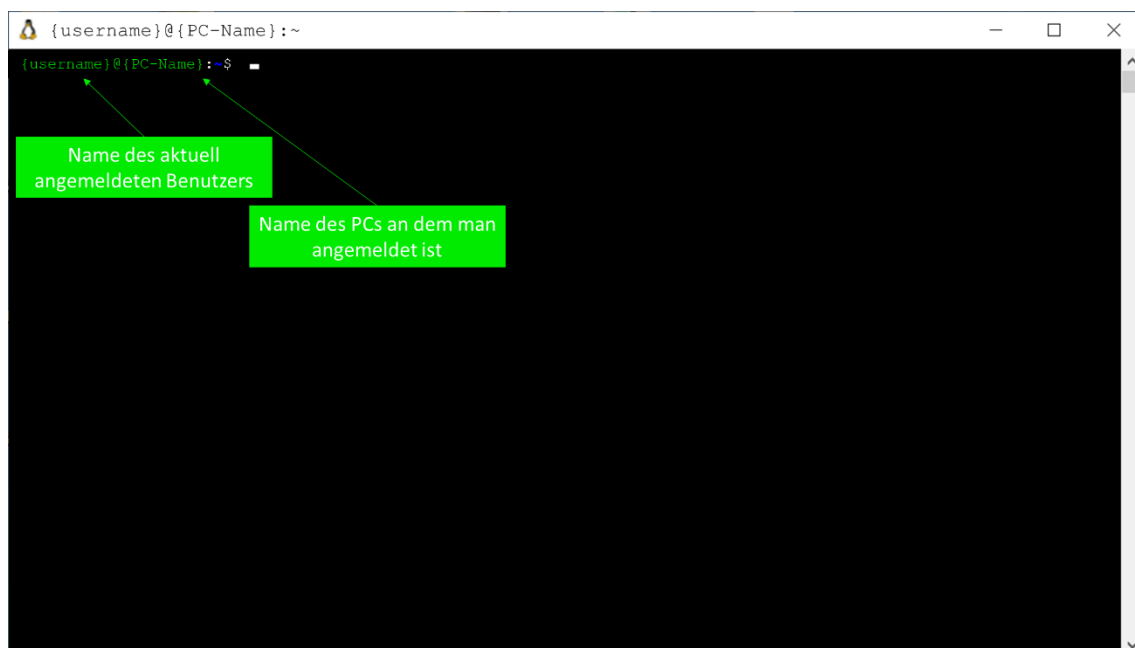 {username}@{PC-Name}:~
{username}@{PC-Name}:~$
Name des aktuell
angemeldeten Benutzers
Name des PCs an dem man
angemeldet ist